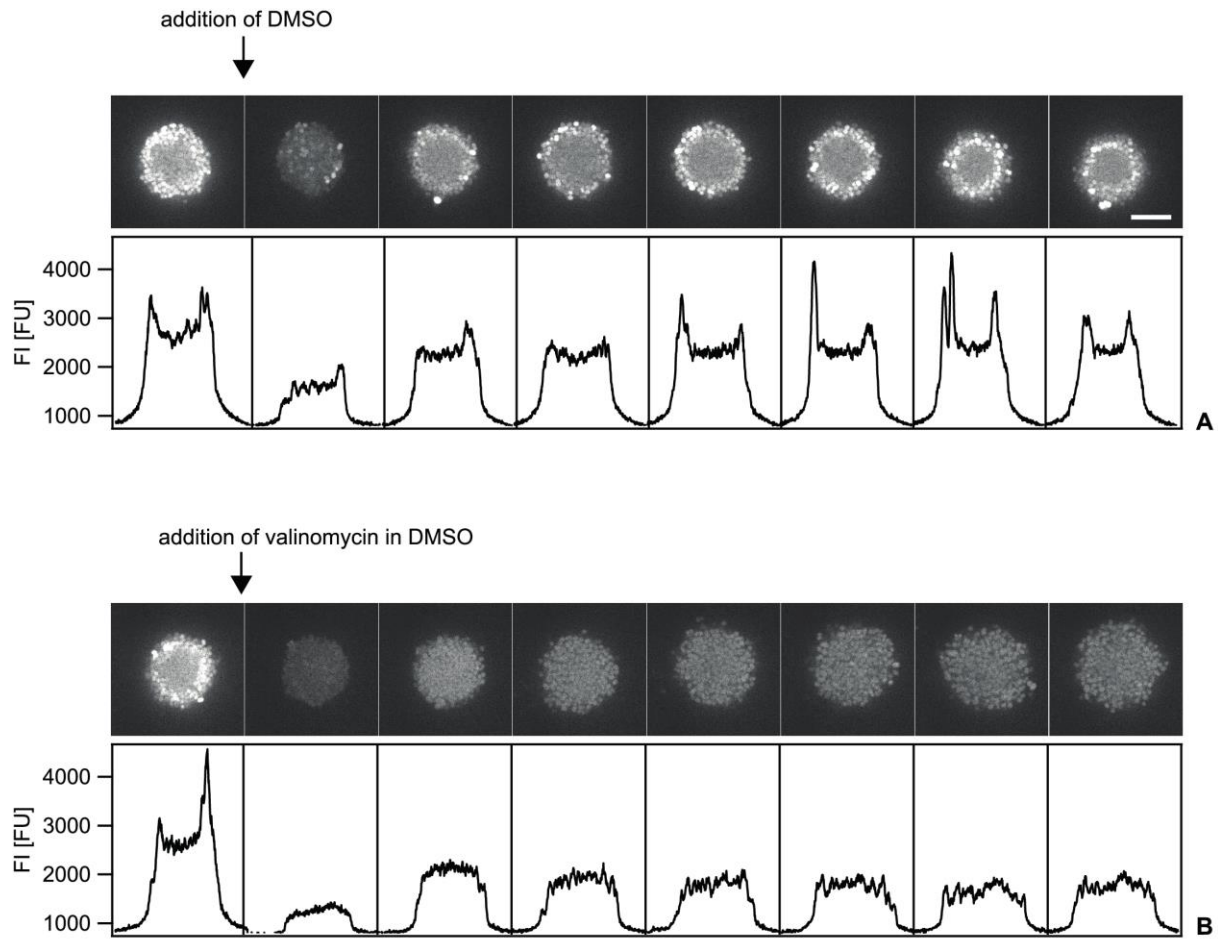 addition of DMSO
4000
3000
2000
1000
FI [FU]
A
addition of valinomycin in DMSO
4000
3000
2000
1000
FI [FU]
B